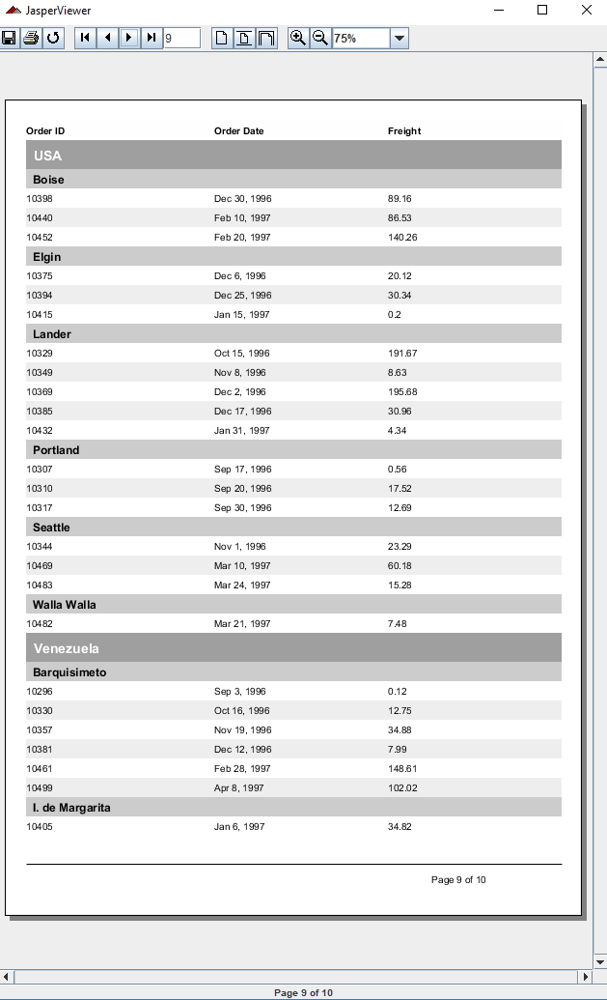 JasperViewer
9
75%
Order ID Order Date Freight
USA
Boise
10398 Dec 30, 1996 89.16
10440 Feb 10, 1997 86.53
10452 Feb 20, 1997 140.26
Elgin
10375 Dec 6, 1996 20.12
10394 Dec 25, 1996 30.34
10415 Jan 15, 1997 0.2
Lander
10329 Oct 15, 1996 191.67
10349 Nov 8, 1996 8.63
10369 Dec 2, 1996 195.68
10385 Dec 17, 1996 30.96
10432 Jan 31, 1997 4.34
Portland
10307 Sep 17, 1996 0.56
10310 Sep 20, 1996 17.52
10317 Sep 30, 1996 12.69
Seattle
10344 Nov 1, 1996 23.29
10469 Mar 10, 1997 60.18
10483 Mar 24, 1997 15.28
Walla Walla
10482 Mar 21, 1997 7.48
Venezuela
Barquisimeto
10296 Sep 3, 1996 0.12
10330 Oct 16, 1996 12.75
10357 Nov 19, 1996 34.88
10381 Dec 12, 1996 7.99
10461 Feb 28, 1997 148.61
10499 Apr 8, 1997 102.02
I. de Margarita
10405 Jan 6, 1997 34.82
Page 9 of 10
Page 9 of 10